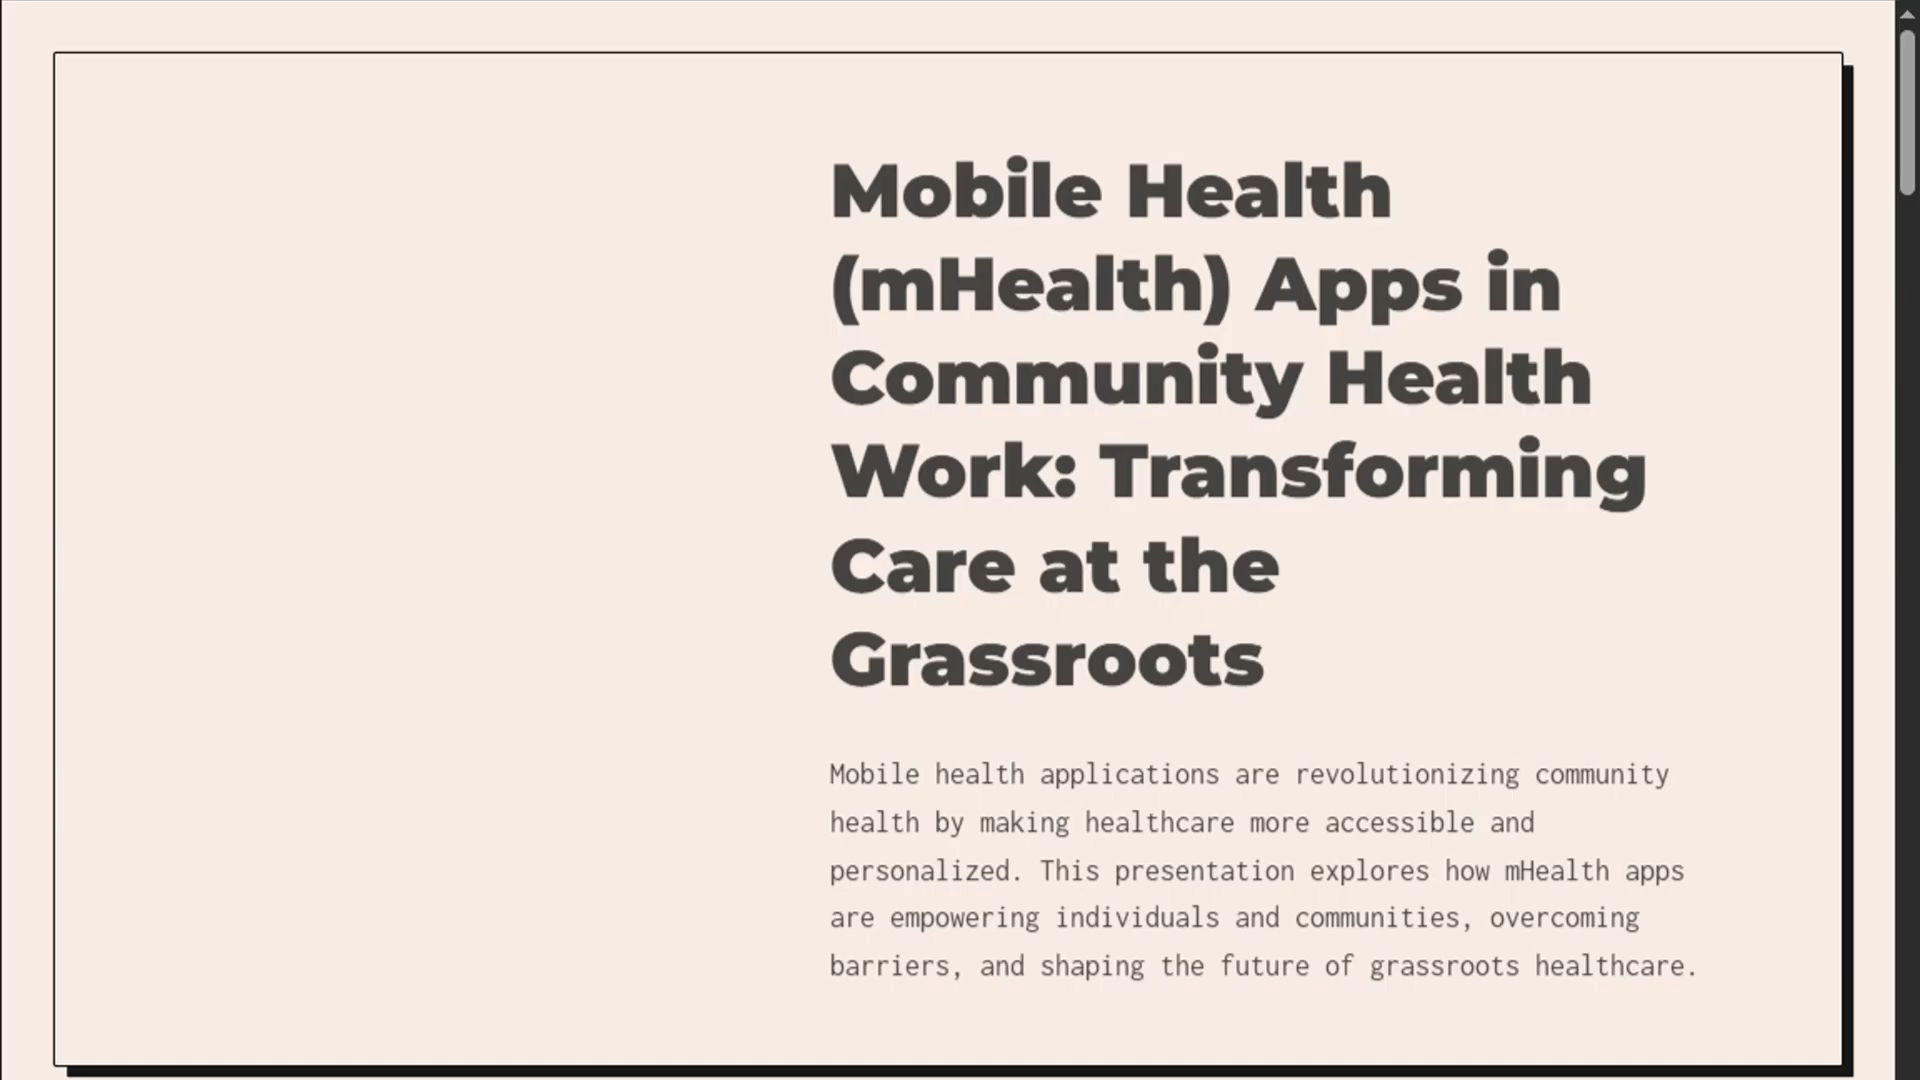 Mobile Health
(mHealth) Apps in
Community Health
Work: Transforming
Care at the
Grassroots
Mobile health applications are revolutionizing community
health by making healthcare more accessible and
personalized. This presentation explores how mHealth apps
are empowering individuals and communities, overcoming
barriers, and shaping the future of grassroots healthcare.